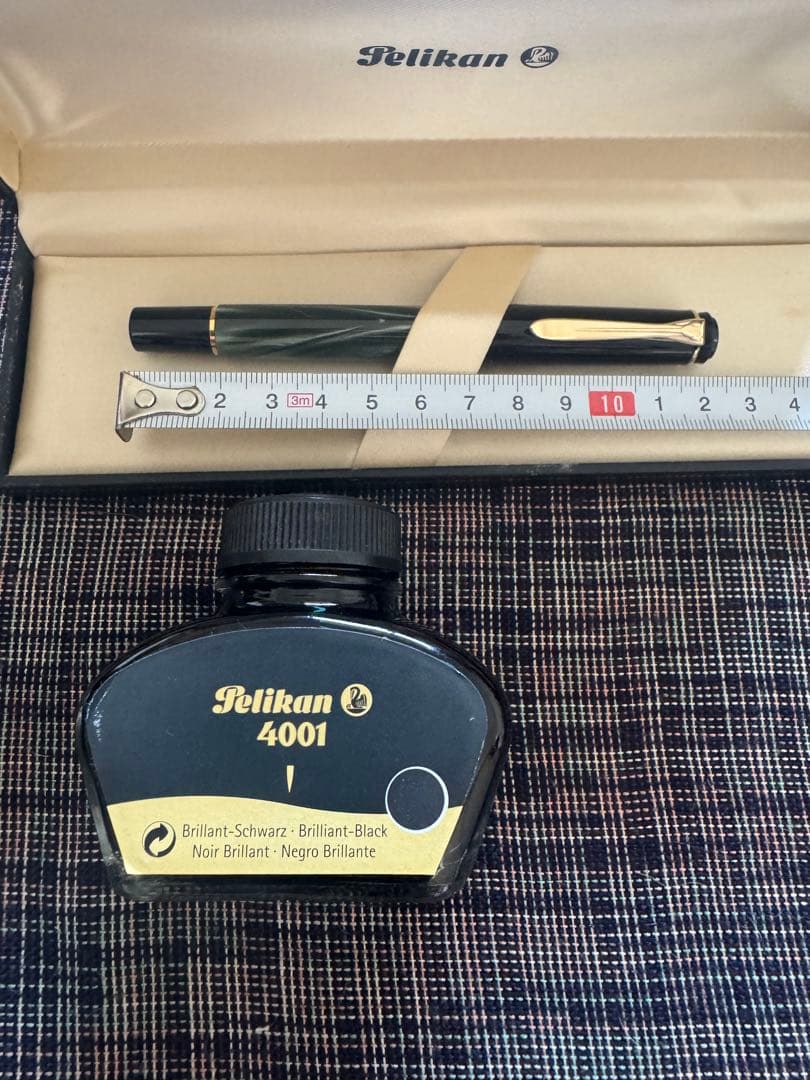 Pelikan
2 3 3m 4 5 6 7 8 9 10 1 2 3 4
Pelikan
4001
Brillant-Schwarz · Brilliant-Black
Noir Brillant · Negro Brillante